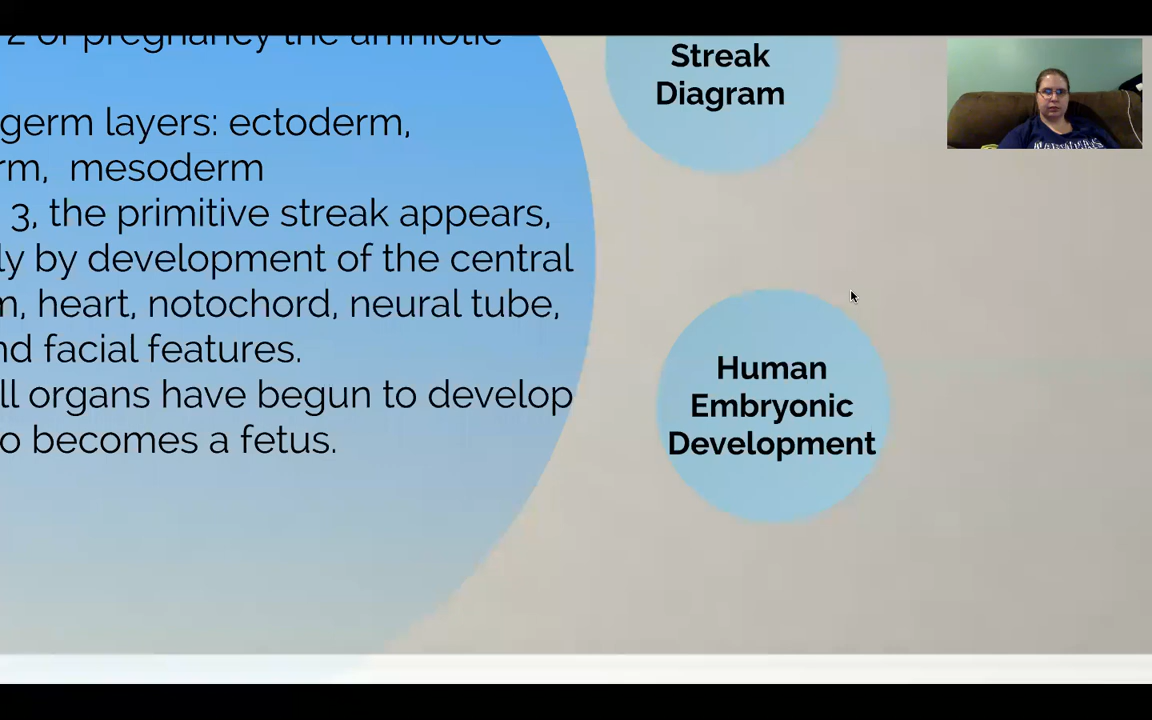 2 of pregnancy the amniotic
germ layers: ectoderm,
rm, mesoderm
3, the primitive streak appears,
ly by development of the central
m, heart, notochord, neural tube,
nd facial features.
ll organs have begun to develop
o becomes a fetus.
Streak
Diagram
Human
Embryonic
Development